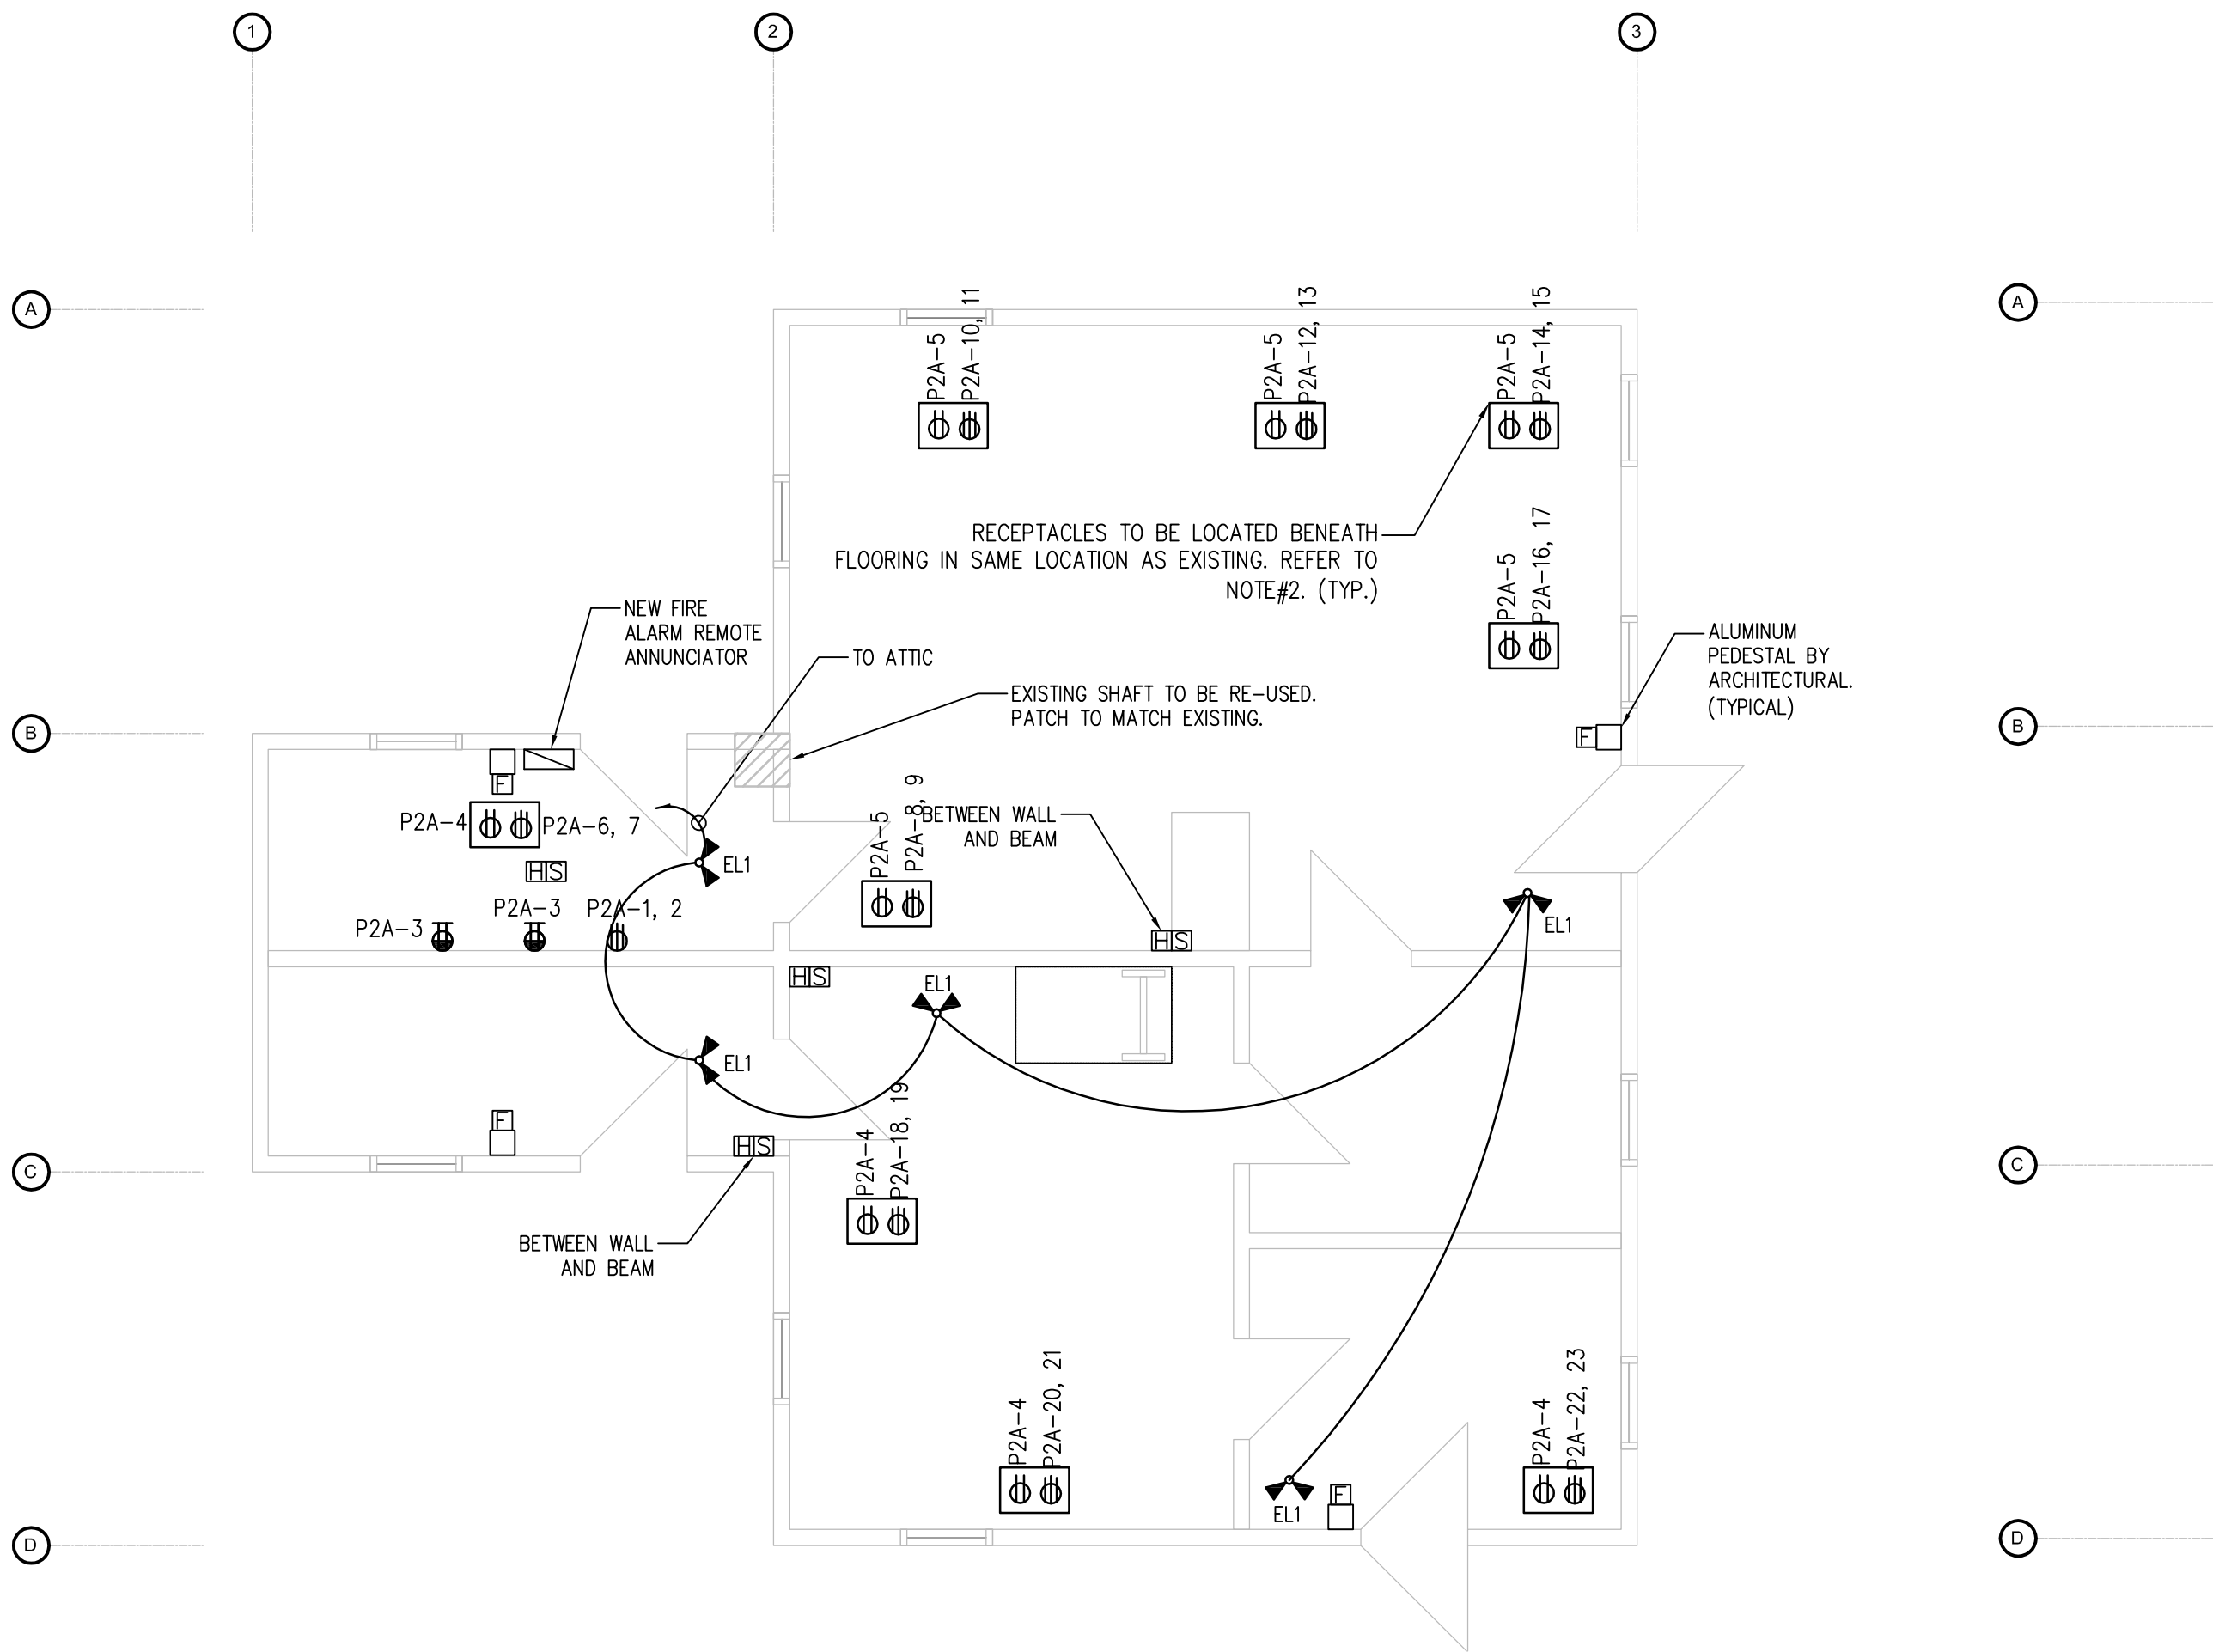 1
2
3
A
A
P2A-5
P2A-10, 11
P2A-5
P2A-12, 13
P2A-5
P2A-14, 15
RECEPTACLES TO BE LOCATED BENEATH
FLOORING IN SAME LOCATION AS EXISTING. REFER TO
NOTE#2. (TYP.)
P2A-5
P2A-16, 17
NEW FIRE
ALARM REMOTE
ANNUNCIATOR
TO ATTIC
EXISTING SHAFT TO BE RE-USED.
PATCH TO MATCH EXISTING.
ALUMINUM
PEDESTAL BY
ARCHITECTURAL.
(TYPICAL)
B
B
F
F
P2A-4
P2A-6, 7
P2A-5
P2A-8, 9
BETWEEN WALL
AND BEAM
EL1
HS
P2A-3
P2A-3
P2A-1, 2
HS
EL1
HS
EL1
EL1
F
HS
C
C
P2A-4
P2A-18, 19
BETWEEN WALL
AND BEAM
P2A-4
P2A-20, 21
P2A-4
P2A-22, 23
F
EL1
D
D